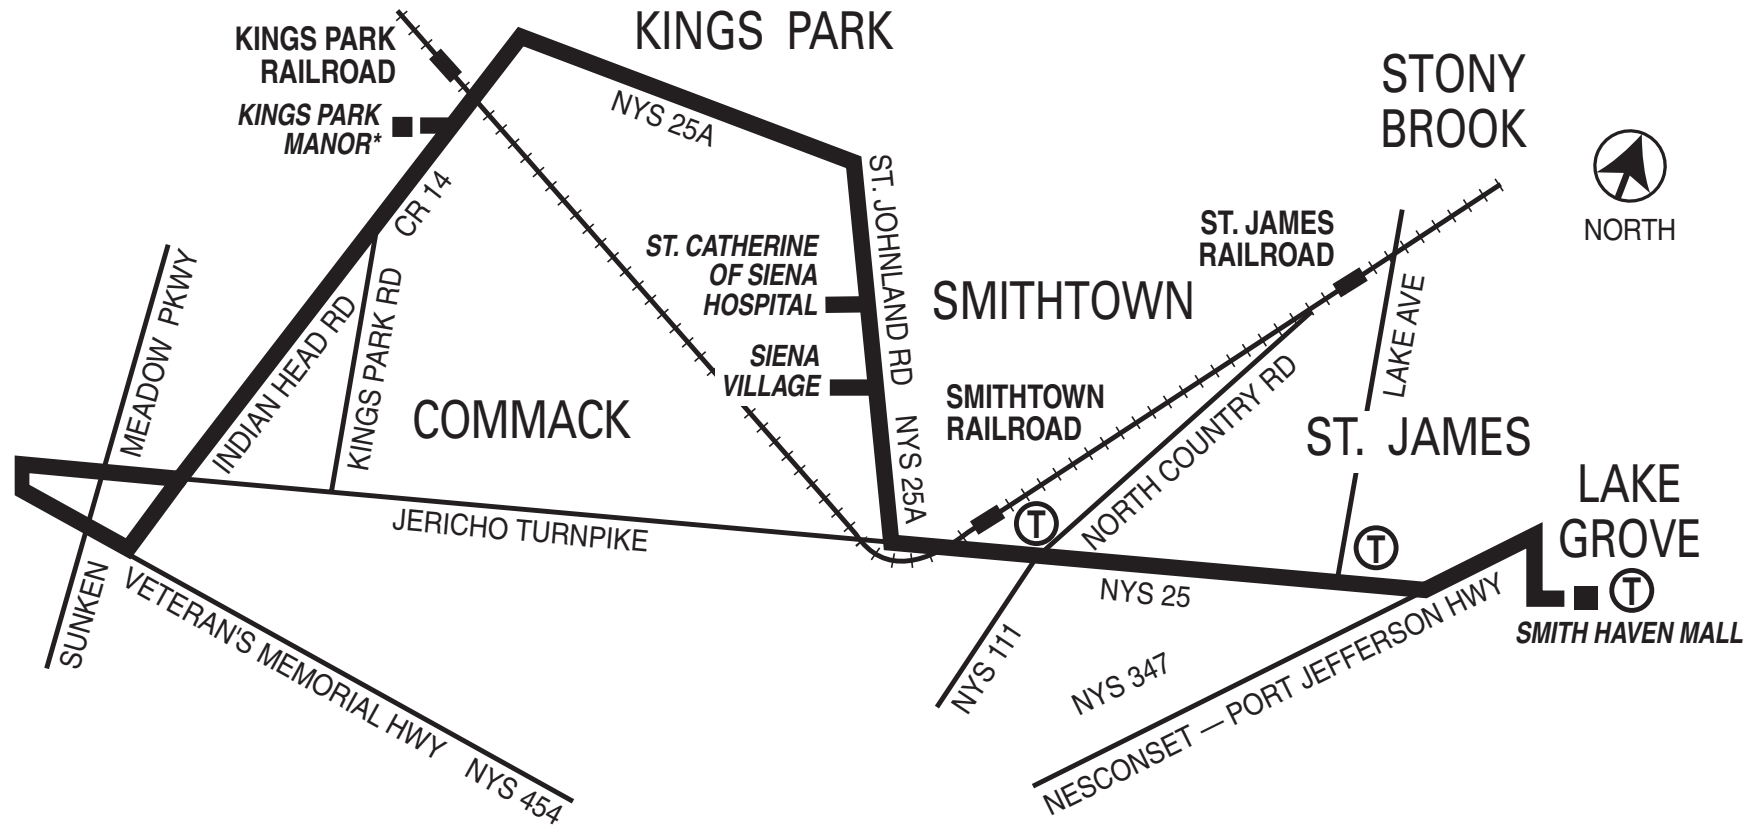 KINGS PARK
RAILROAD
KINGS PARK
MANOR*
KINGS PARK
NYS 25A
STONY
BROOK
NORTH
CR 14
ST. JOHNLAND RD
NYS 25A
ST. CATHERINE
OF SIENA
HOSPITAL
SIENA
VILLAGE
SMITHTOWN
ST. JAMES
RAILROAD
LAKE AVE
SMITHTOWN
RAILROAD
NORTH COUNTRY RD
ST. JAMES
MEADOW PKWY
INDIAN HEAD RD
KINGS PARK RD
COMMACK
JERICHO TURNPIKE
T
T
LAKE
GROVE
T
SMITH HAVEN MALL
NYS 25
SUNKEN
VETERAN'S MEMORIAL HWY
NYS 454
NYS 111
NYS 347
NESCONSET — PORT JEFFERSON HWY